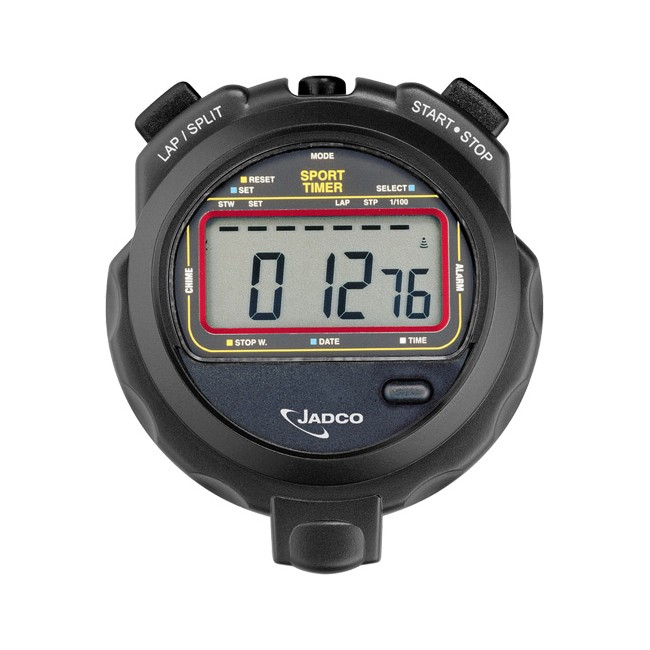 LAP / SPLIT
START • STOP
MODE
RESET
SET
SPORT
TIMER
SELECT
STW SET LAP STP 1/100
CHIME
0 12 76
ALARM
STOP W. DATE TIME
JADCO